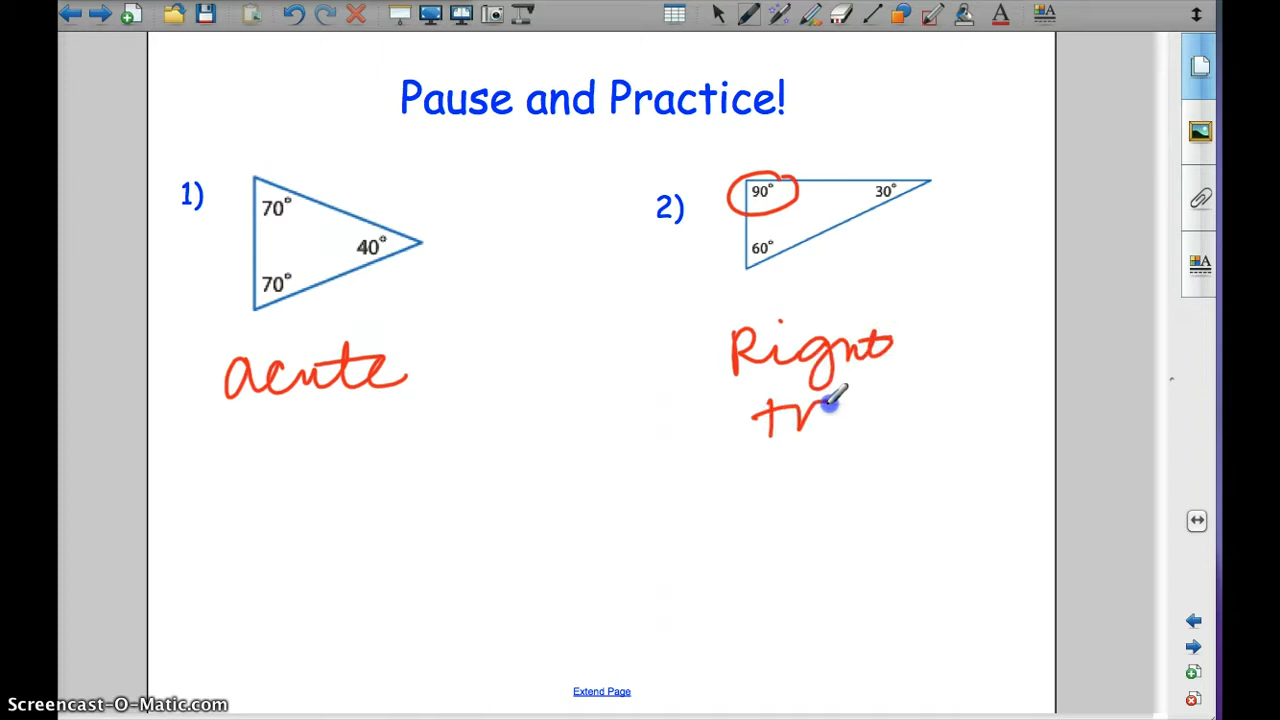 Pause and Practice!
1)
70°
40°
70°
acute
2)
90°
30°
60°
Right
tr
Extend Page
Screencast-O-Matic.com